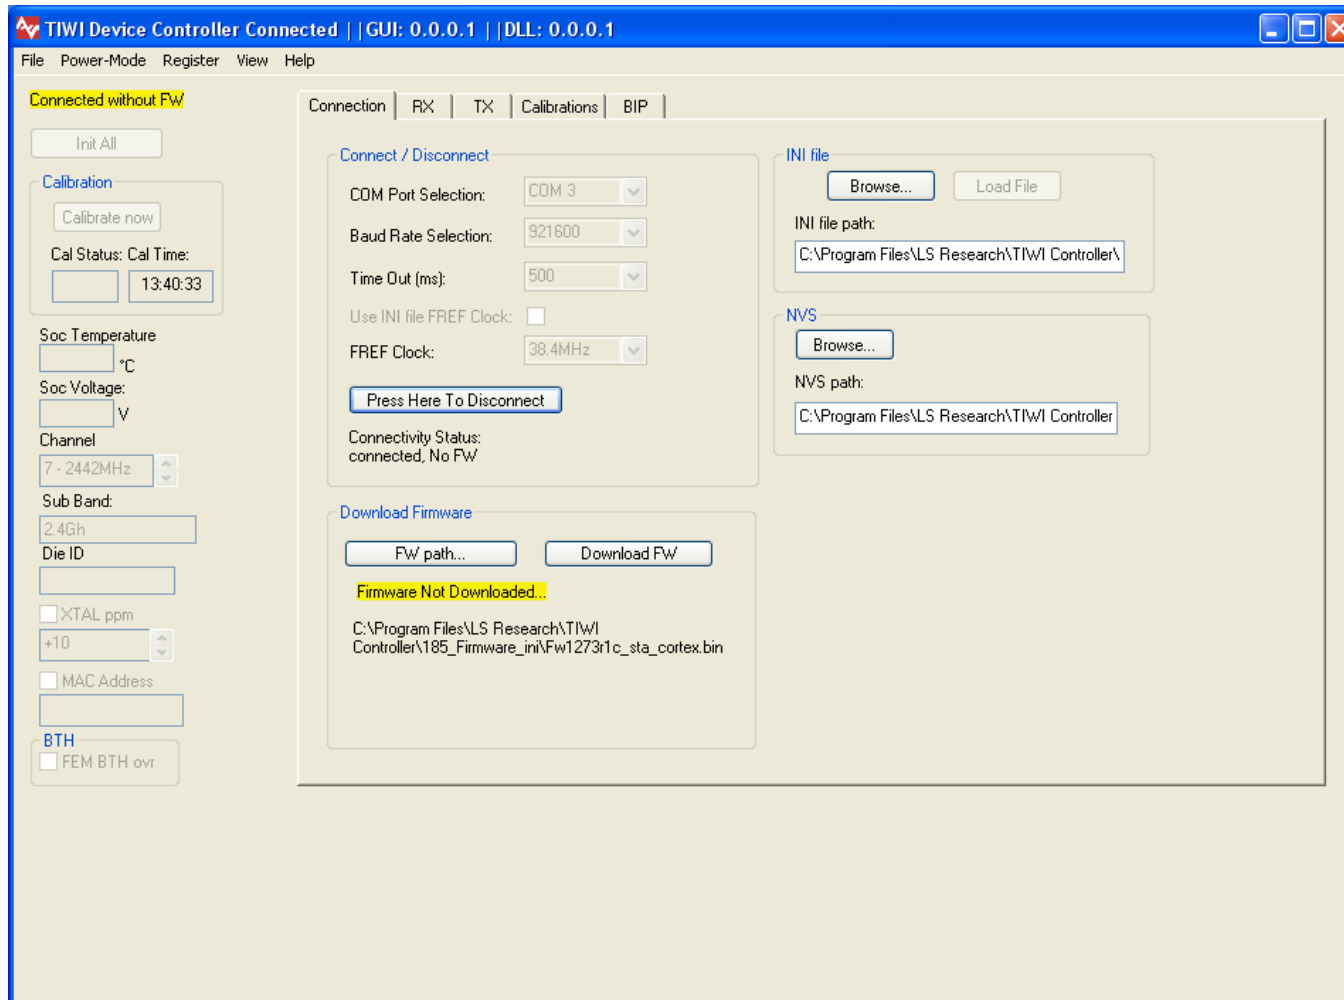 TIWI Device Controller Connected ||GUI: 0.0.0.1 ||DLL: 0.0.0.1
File Power-Mode Register View Help
Connected without FW
Init All
Calibration
Calibrate now
Cal Status: Cal Time:
13:40:33
Soc Temperature
°C
Soc Voltage:
V
Channel
7 - 2442MHz
Sub Band:
2.4Gh
Die ID
XTAL ppm
+10
MAC Address
BTH
FEM BTH ovr
Connection RX TX Calibrations BIP
Connect / Disconnect
COM Port Selection: COM 3
Baud Rate Selection: 921600
Time Out (ms): 500
Use INI file FREF Clock:
FREF Clock: 38.4MHz
Press Here To Disconnect
Connectivity Status:
connected, No FW
Download Firmware
FW path... Download FW
Firmware Not Downloaded...
C:\Program Files\LS Research\TIWI
Controller\185_Firmware_ini\Fw1273r1c_sta_cortex.bin
INI file
Browse... Load File
INI file path:
C:\Program Files\LS Research\TIWI Controller\
NVS
Browse...
NVS path:
C:\Program Files\LS Research\TIWI Controller